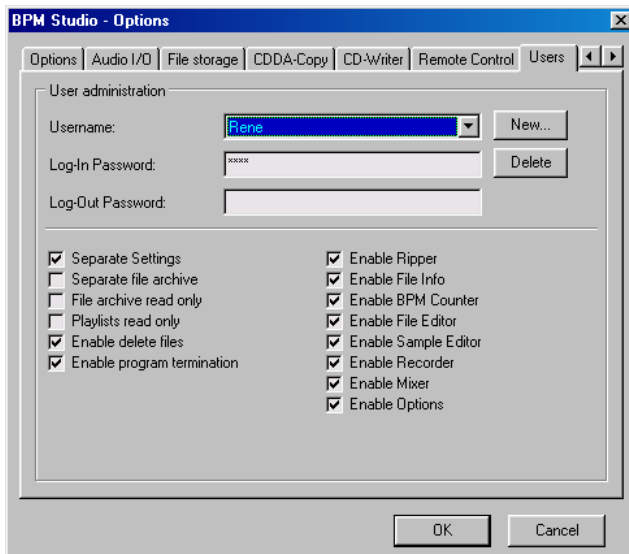 BPM Studio - Options
Options Audio I/O File storage CDDA-Copy CD-Writer Remote Control Users
User administration
Username: Rene New...
Log-In Password: **** Delete
Log-Out Password:
Separate Settings
Separate file archive
File archive read only
Playlists read only
Enable delete files
Enable program termination
Enable Ripper
Enable File Info
Enable BPM Counter
Enable File Editor
Enable Sample Editor
Enable Recorder
Enable Mixer
Enable Options
OK Cancel